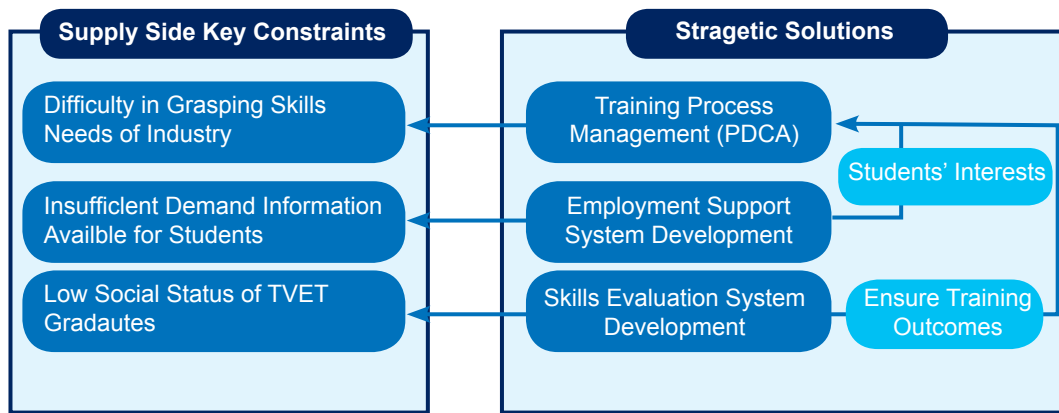 Supply Side Key Constraints
Difficulty in Grasping Skills
Needs of Industry
Insufficient Demand Information
Availble for Students
Low Social Status of TVET
Gradautes
Stragetic Solutions
Training Process
Management (PDCA)
Students’ Interests
Employment Support
System Development
Skills Evaluation System
Development
Ensure Training
Outcomes